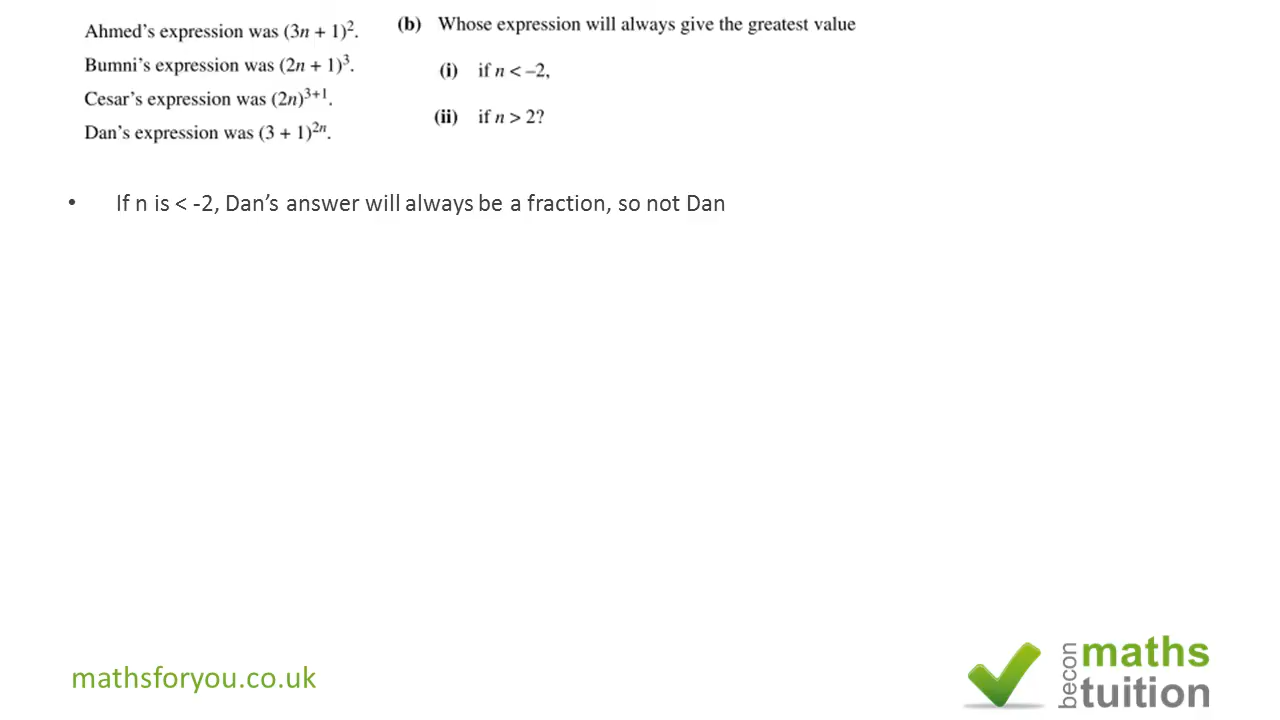 Ahmed's expression was (3n + 1)².
Bumni's expression was (2n + 1)³.
Cesar's expression was (2n)³⁺¹.
Dan's expression was (3 + 1)²ⁿ.
(b) Whose expression will always give the greatest value
(i) if n < –2,
(ii) if n > 2?
• If n is < -2, Dan's answer will always be a fraction, so not Dan
mathsforyou.co.uk
becon
maths
tuition